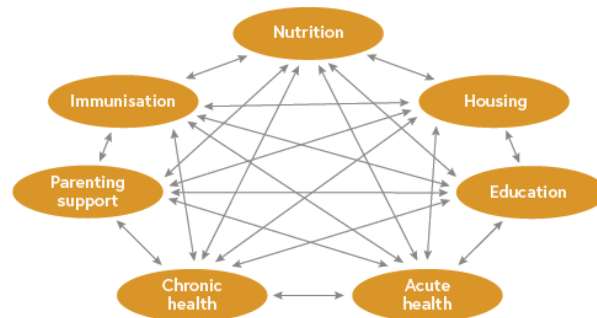 Nutrition
Immunisation
Housing
Parenting
support
Education
Chronic
health
Acute
health